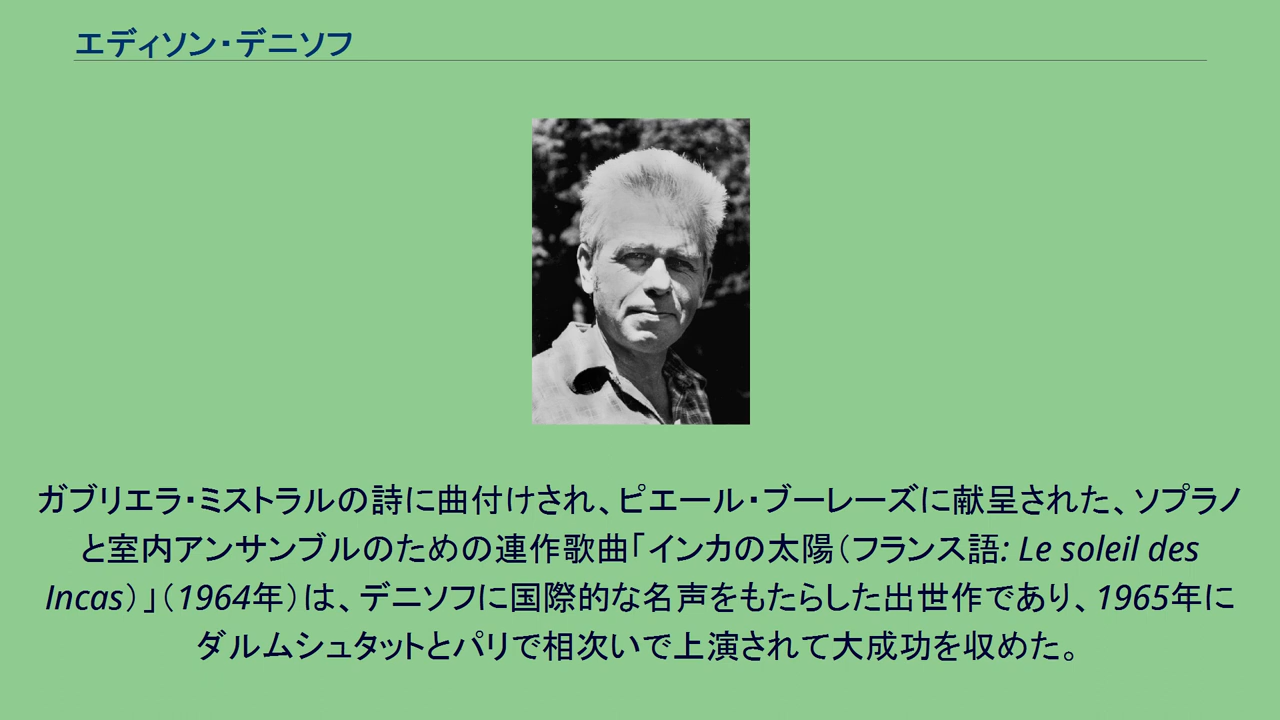 エディソン・デニソフ
ガブリエラ・ミストラルの詩に曲付けされ、ピエール・ブーレーズに献呈された、ソプラノ
と室内アンサンブルのための連作歌曲「インカの太陽（フランス語: Le soleil des
Incas）」（1964年）は、デニソフに国際的な名声をもたらした出世作であり、1965年に
ダルムシュタットとパリで相次いで上演されて大成功を収めた。